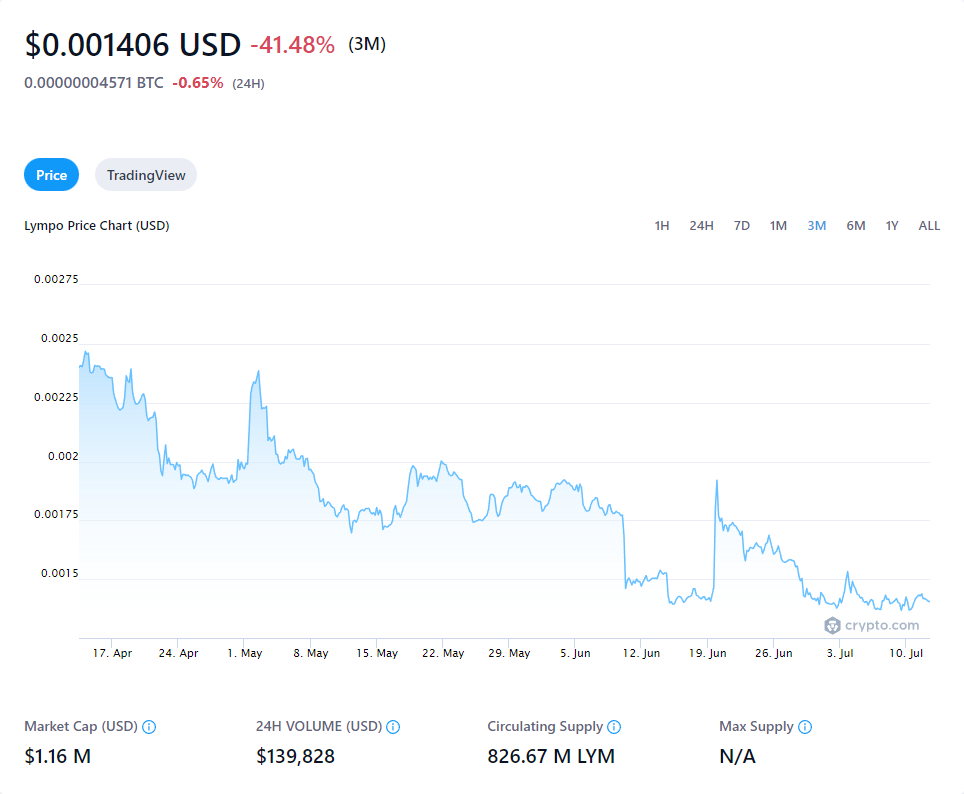 $0.001406 USD -41.48% (3M)
0.00000004571 BTC -0.65% (24H)
Price TradingView
Lympo Price Chart (USD) 1H 24H 7D 1M 3M 6M 1Y ALL
0.00275
0.0025
0.00225
0.002
0.00175
0.0015
crypto.com
17. Apr 24. Apr 1. May 8. May 15. May 22. May 29. May 5. Jun 12. Jun 19. Jun 26. Jun 3. Jul 10. Jul
Market Cap (USD) 24H VOLUME (USD) Circulating Supply Max Supply
$1.16 M $139,828 826.67 M LYM N/A